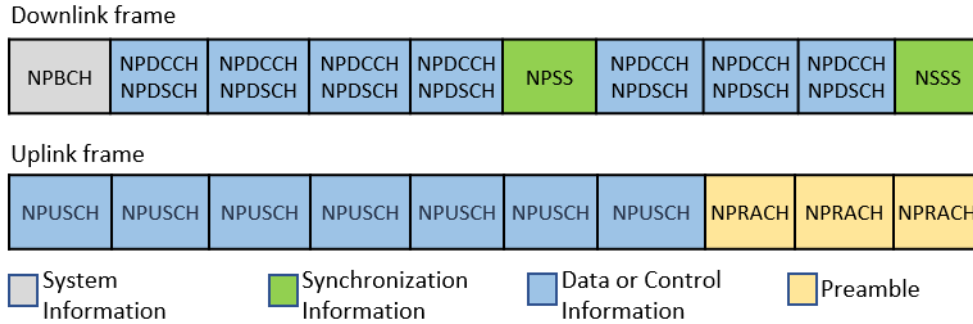 Downlink frame
NPBCH NPDCCH NPDCCH NPDCCH NPDCCH NPSS NPDCCH NPDCCH NPDCCH NSSS
NPDSCH NPDSCH NPDSCH NPDSCH NPDSCH NPDSCH NPDSCH
Uplink frame
NPUSCH NPUSCH NPUSCH NPUSCH NPUSCH NPUSCH NPUSCH NPRACH NPRACH NPRACH
System
Information
Synchronization
Information
Data or Control
Information
Preamble